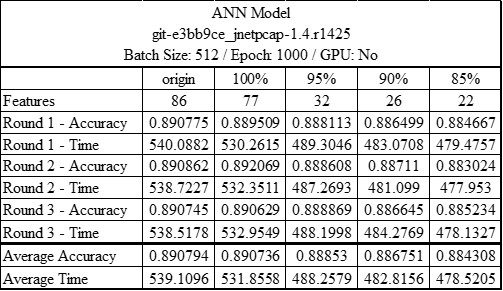 ANN Model
git-e3bb9ce_jnetpcap-1.4.r1425
Batch Size: 512 / Epoch: 1000 / GPU: No
origin 100% 95% 90% 85%
Features 86 77 32 26 22
Round 1 - Accuracy 0.890775 0.889509 0.888113 0.886499 0.884667
Round 1 - Time 540.0882 530.2615 489.3046 483.0708 479.4757
Round 2 - Accuracy 0.890862 0.892069 0.888608 0.88711 0.883024
Round 2 - Time 538.7227 532.3511 487.2693 481.099 477.953
Round 3 - Accuracy 0.890745 0.890629 0.888869 0.886645 0.885234
Round 3 - Time 538.5178 532.9549 488.1998 484.2769 478.1327
Average Accuracy 0.890794 0.890736 0.88853 0.886751 0.884308
Average Time 539.1096 531.8558 488.2579 482.8156 478.5205